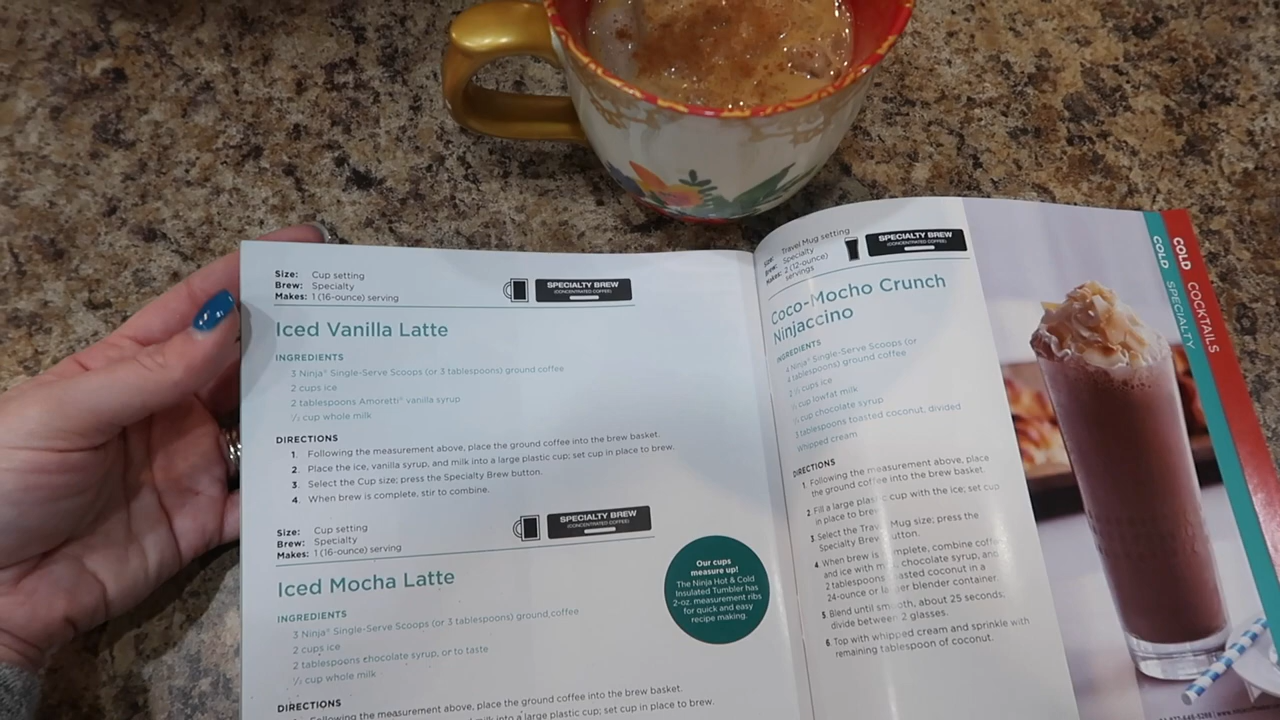 Size: Cup setting
Brew: Specialty
Makes: 1 (16-ounce) serving
SPECIALTY BREW
(CONCENTRATED COFFEE)
Iced Vanilla Latte
INGREDIENTS
3 Ninja® Single-Serve Scoops (or 3 tablespoons) ground coffee
2 cups ice
2 tablespoons Amoretti® vanilla syrup
cup whole milk
DIRECTIONS
1. Following the measurement above, place the ground coffee into the brew basket.
2. Place the ice, vanilla syrup, and milk into a large plastic cup; set cup in place to brew.
3. Select the Cup size; press the Specialty Brew button.
4. When brew is complete, stir to combine.
Size: Cup setting
Brew: Specialty
Makes: 1 (16-ounce) serving
SPECIALTY BREW
(CONCENTRATED COFFEE)
Iced Mocha Latte
INGREDIENTS
3 Ninja® Single-Serve Scoops (or 3 tablespoons) ground coffee
2 cups ice
2 tablespoons chocolate syrup, or to taste
cup whole milk
DIRECTIONS
Following the measurement above, place the ground coffee into the brew basket.
milk into a large plastic cup; set cup in place to brew.
Our cups
measure up!
The Ninja Hot & Cold
Insulated Tumbler has
2-oz. measurement ribs
for quick and easy
recipe making.
Size: Travel Mug setting
Brew: Specialty
Makes: 2 (12-ounce)
servings
SPECIALTY BREW
(CONCENTRATED COFFEE)
Coco-Mocho Crunch
Ninjaccino
INGREDIENTS
4 Ninja® Single-Serve Scoops (or
4 tablespoons) ground coffee
cups ice
cup lowfat milk
cup chocolate syrup
3 tablespoons toasted coconut, divided
Whipped cream
DIRECTIONS
1. Following the measurement above, place
the ground coffee into the brew basket.
2. Fill a large plastic cup with the ice; set cup
in place to brew.
3. Select the Travel Mug size; press the
Specialty Brew button.
4. When brew is complete, combine coffee
and ice with milk, chocolate syrup, and
2 tablespoons toasted coconut in a
24-ounce or larger blender container.
5. Blend until smooth, about 25 seconds;
divide between 2 glasses.
6. Top with whipped cream and sprinkle with
remaining tablespoon of coconut.
COLD SPECIALTY
COLD COCKTAILS